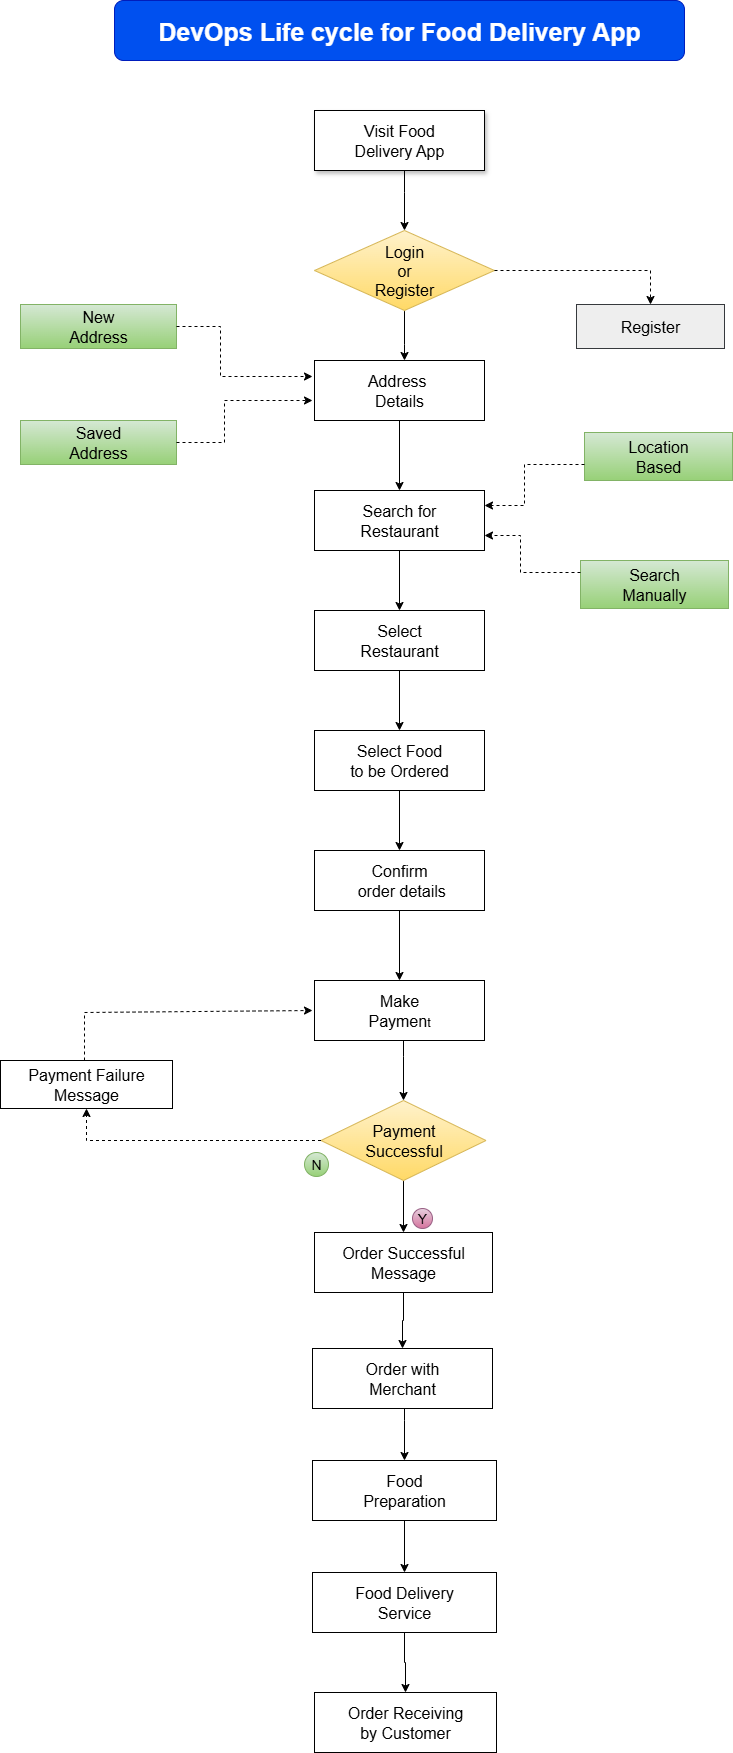 DevOps Life cycle for Food Delivery App
Visit Food
Delivery App
Login
or
Register
Register
New
Address
Address
Details
Saved
Address
Location
Based
Search for
Restaurant
Search
Manually
Select
Restaurant
Select Food
to be Ordered
Confirm
order details
Make
Payment
Payment Failure
Message
Payment
Successful
N
Y
Order Successful
Message
Order with
Merchant
Food
Preparation
Food Delivery
Service
Order Receiving
by Customer